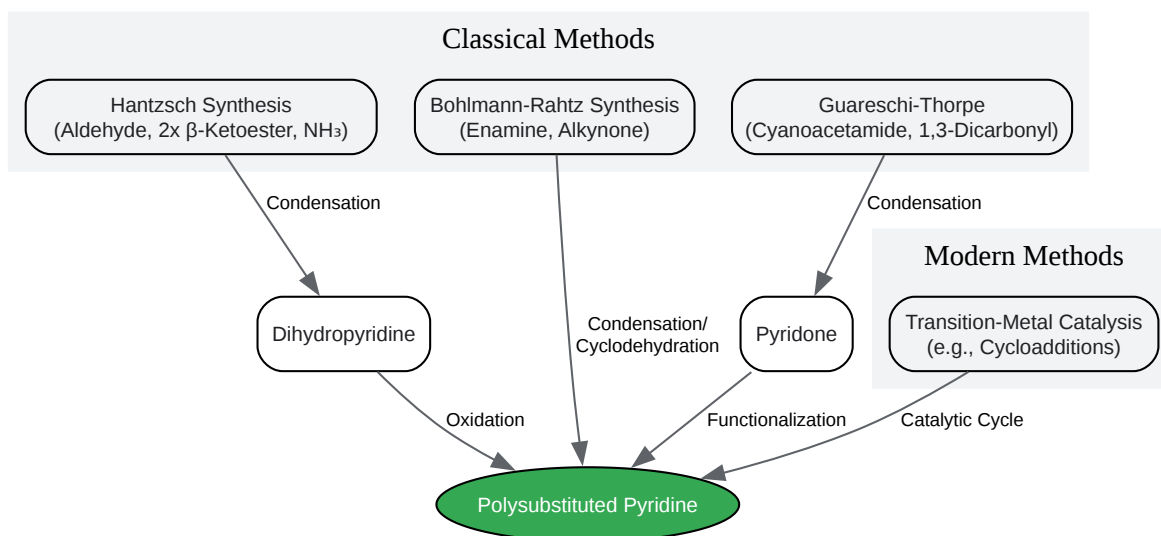 Classical Methods
Hantzsch Synthesis
(Aldehyde, 2x β-Ketoester, NH₃)
Bohlmann-Rahtz Synthesis
(Enamine, Alkynone)
Guareschi-Thorpe
(Cyanoacetamide, 1,3-Dicarbonyl)
Condensation
Condensation
Modern Methods
Dihydropyridine
Condensation/
Cyclodehydration
Pyridone
Transition-Metal Catalysis
(e.g., Cycloadditions)
Oxidation
Functionalization
Catalytic Cycle
Polysubstituted Pyridine